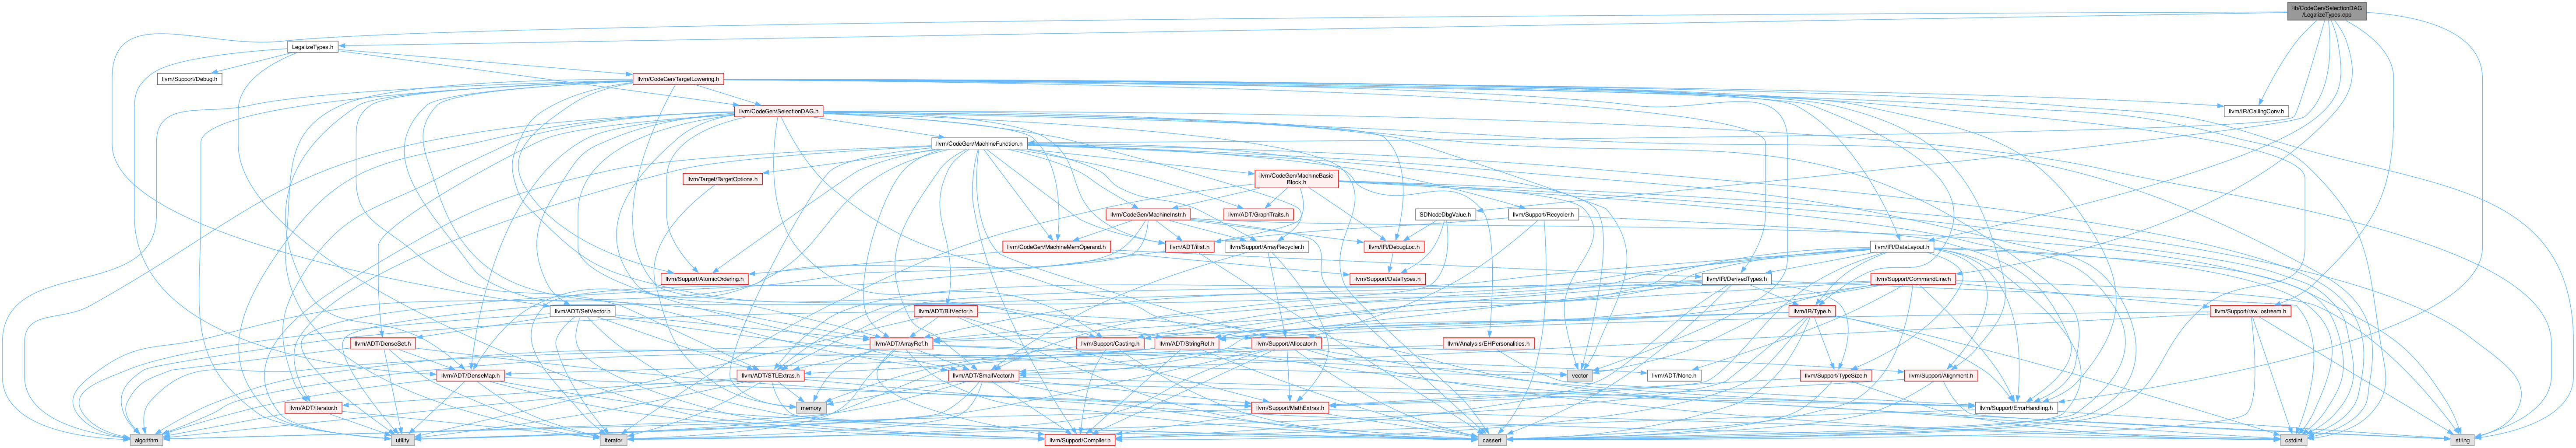 lib/CodeGen/SelectionDAG
/LegalizeTypes.cpp
LegalizeTypes.h
llvm/Support/Debug.h
llvm/CodeGen/TargetLowering.h
llvm/CodeGen/SelectionDAG.h
llvm/IR/CallingConv.h
llvm/CodeGen/MachineFunction.h
llvm/Target/TargetOptions.h
llvm/CodeGen/MachineBasic
Block.h
llvm/CodeGen/MachineInstr.h
llvm/ADT/GraphTraits.h
SDNodeDbgValue.h
llvm/Support/Recycler.h
llvm/CodeGen/MachineMemOperand.h
llvm/ADT/ilist.h
llvm/Support/ArrayRecycler.h
llvm/IR/DebugLoc.h
llvm/IR/DataLayout.h
llvm/Support/AtomicOrdering.h
llvm/Support/DataTypes.h
llvm/IR/DerivedTypes.h
llvm/Support/CommandLine.h
llvm/ADT/SetVector.h
llvm/ADT/BitVector.h
llvm/IR/Type.h
llvm/Support/raw_ostream.h
llvm/ADT/DenseSet.h
llvm/ADT/ArrayRef.h
llvm/Support/Casting.h
llvm/ADT/StringRef.h
llvm/Support/Allocator.h
llvm/Analysis/EHPersonalities.h
llvm/ADT/DenseMap.h
llvm/ADT/STLExtras.h
llvm/ADT/SmallVector.h
vector
llvm/ADT/None.h
llvm/Support/TypeSize.h
llvm/Support/Alignment.h
llvm/ADT/iterator.h
memory
llvm/Support/MathExtras.h
llvm/Support/ErrorHandling.h
algorithm
utility
iterator
llvm/Support/Compiler.h
cassert
cstdint
string